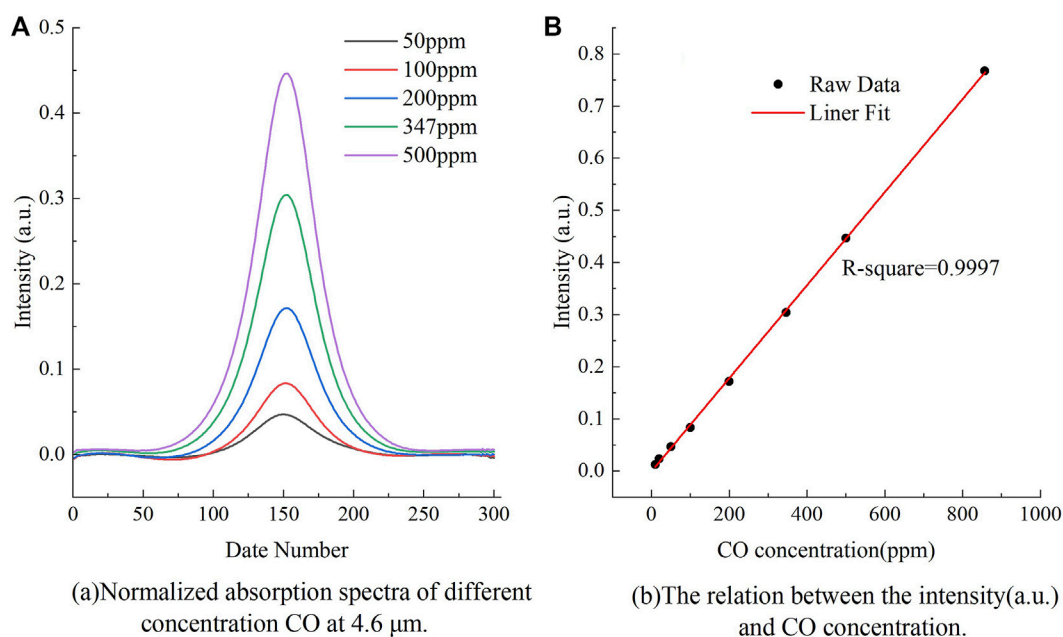 A
0.5
0.4
0.3
0.2
0.1
0.0
Intensity (a.u.)
50ppm
100ppm
200ppm
347ppm
500ppm
0 50 100 150 200 250 300
Date Number
(a)Normalized absorption spectra of different
concentration CO at 4.6 μm.
B
0.8
0.7
0.6
0.5
0.4
0.3
0.2
0.1
0.0
Intensity (a.u.)
Raw Data
Liner Fit
R-square=0.9997
0 200 400 600 800 1000
CO concentration(ppm)
(b)The relation between the intensity(a.u.)
and CO concentration.